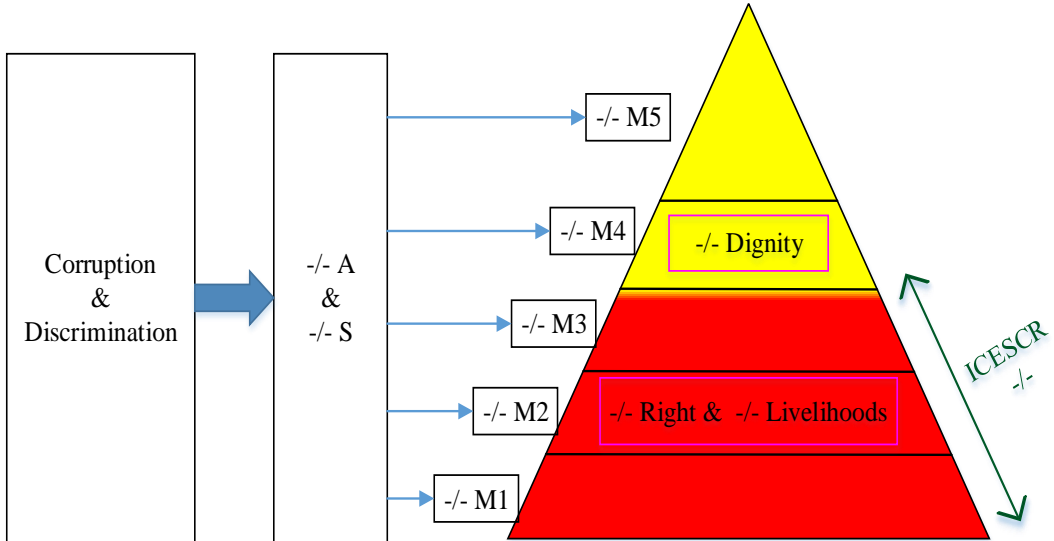 Corruption
&
Discrimination
-/- A
&
-/- S
-/- M5
-/- M4
-/- M3
-/- M2
-/- M1
-/- Dignity
-/- Right & -/- Livelihoods
ICESCR
-/-